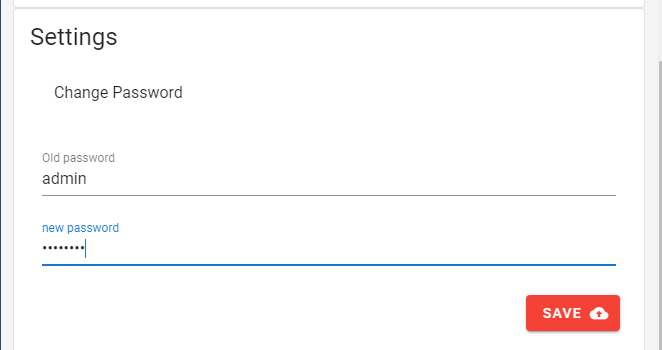 Settings
Change Password
Old password
admin
new password
••••••••
SAVE